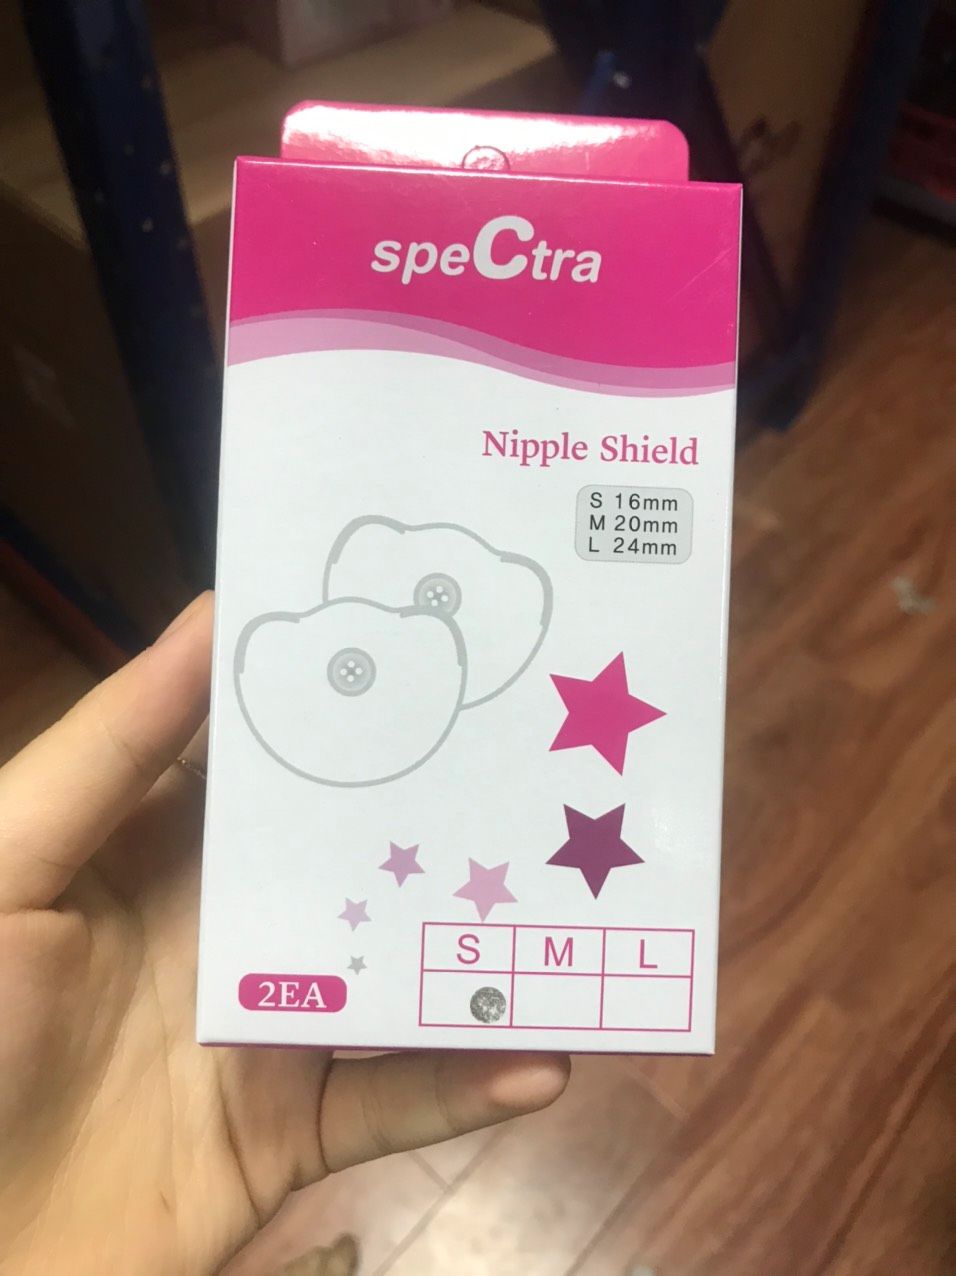 speCtra
Nipple Shield
S 16mm
M 20mm
L 24mm
S M L
2EA